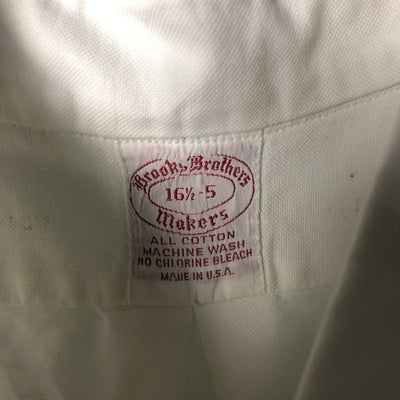 Brooks Brothers
16½-5
Makers
ALL COTTON
MACHINE WASH
NO CHLORINE BLEACH
MADE IN U.S.A.